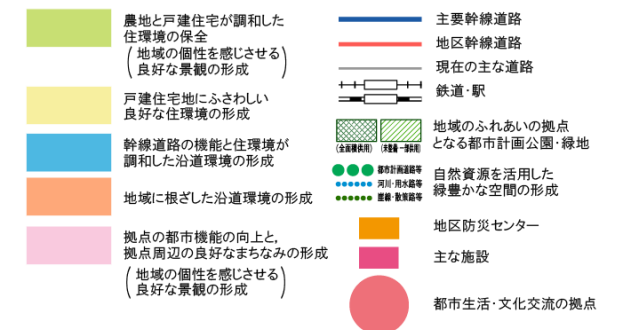 農地と戸建住宅が調和した
住環境の保全
(地域の個性を感じさせる
良好な景観の形成)
戸建住宅地にふさわしい
良好な住環境の形成
幹線道路の機能と住環境が
調和した沿道環境の形成
地域に根ざした沿道環境の形成
拠点の都市機能の向上と,
拠点周辺の良好なまちなみの形成
(地域の個性を感じさせる
良好な景観の形成)
主要幹線道路
地区幹線道路
現在の主な道路
鉄道・駅
(全面積供用)
(未整備・一部供用)
地域のふれあいの拠点
となる都市計画公園・緑地
都市計画道路等
河川・用水路等
崖線・散策路等
自然資源を活用した
緑豊かな空間の形成
地区防災センター
主な施設
都市生活・文化交流の拠点